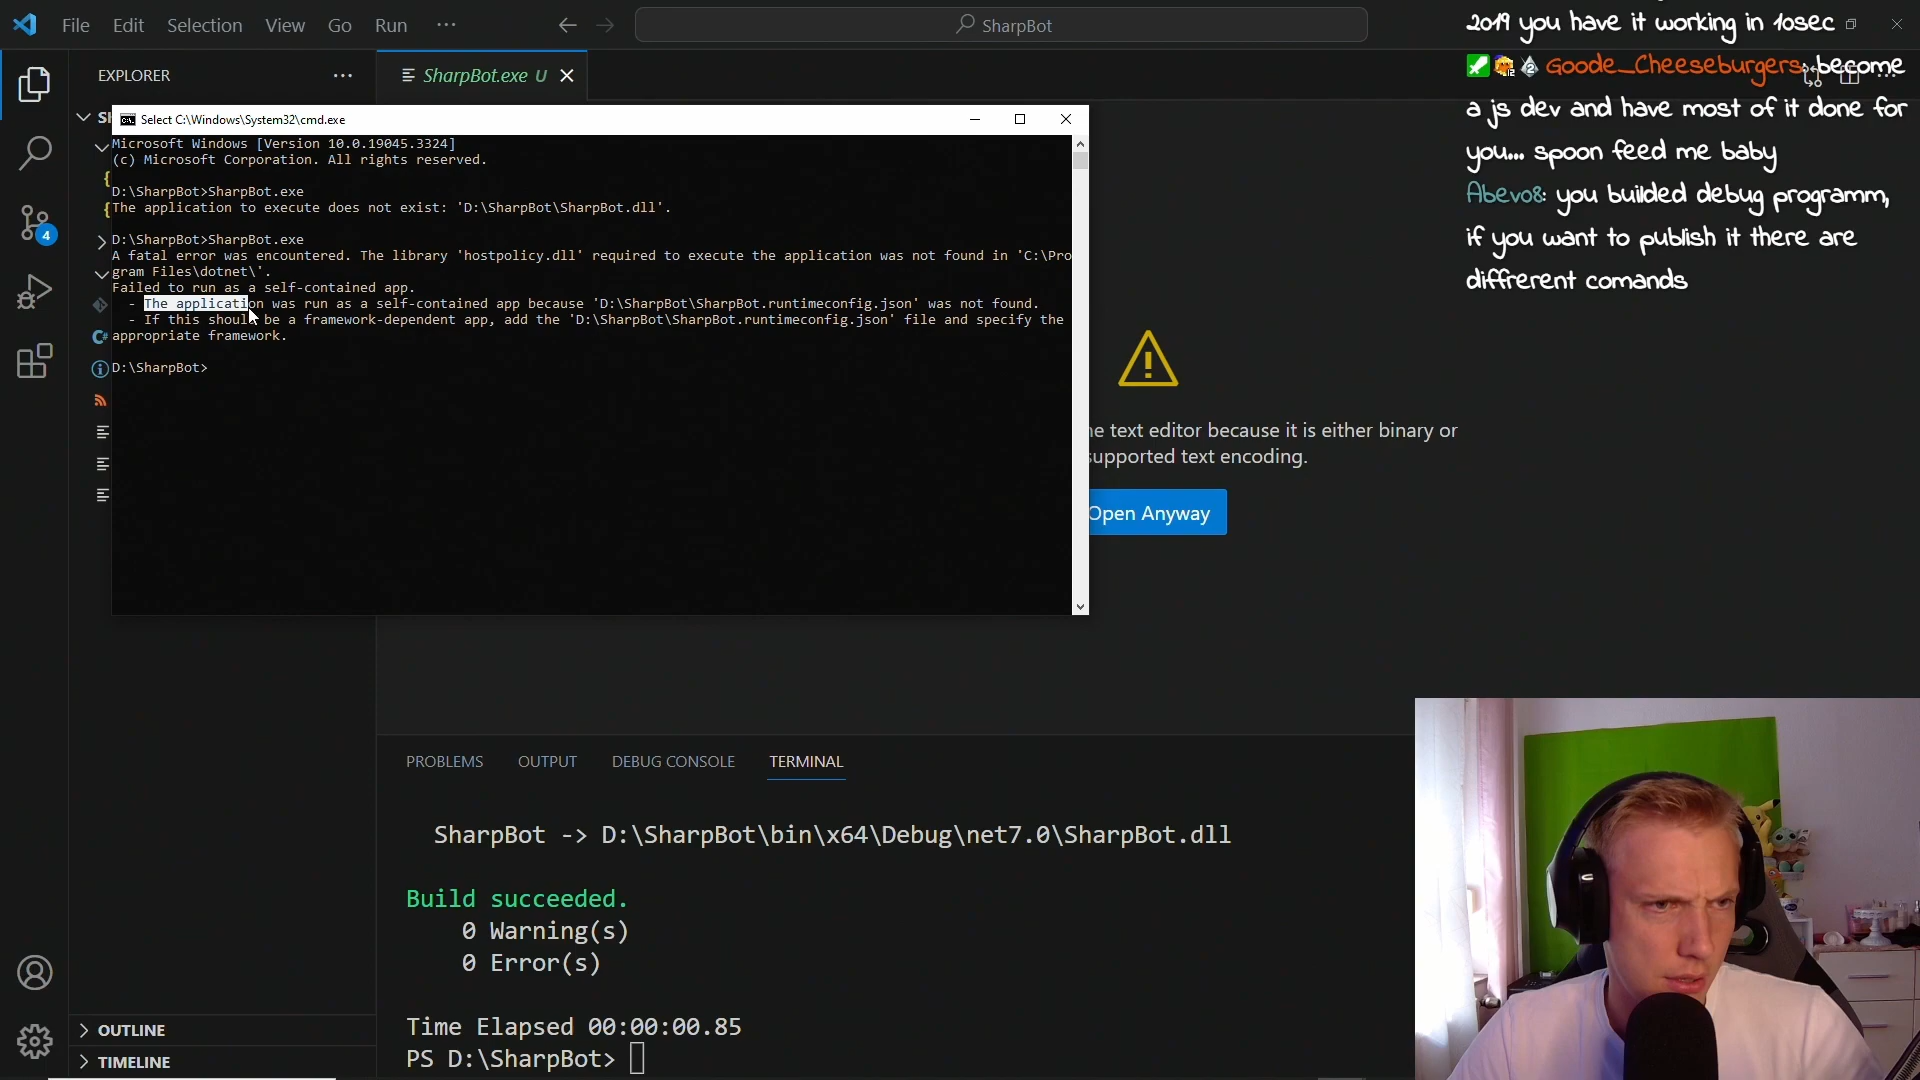 File Edit Selection View Go Run ...
SharpBot
EXPLORER
SharpBot.exe U
Select C:\Windows\System32\cmd.exe
Microsoft Windows [Version 10.0.19045.3324]
(c) Microsoft Corporation. All rights reserved.
D:\SharpBot>SharpBot.exe
The application to execute does not exist: 'D:\SharpBot\SharpBot.dll'.
D:\SharpBot>SharpBot.exe
A fatal error was encountered. The library 'hostpolicy.dll' required to execute the application was not found in 'C:\Pro
gram Files\dotnet\'.
Failed to run as a self-contained app.
- The application was run as a self-contained app because 'D:\SharpBot\SharpBot.runtimeconfig.json' was not found.
- If this should be a framework-dependent app, add the 'D:\SharpBot\SharpBot.runtimeconfig.json' file and specify the
appropriate framework.
D:\SharpBot>
text editor because it is either binary or
text encoding.
Open Anyway
2019 you have it working in 10sec
Goode_Cheeseburgers: become
a js dev and have most of it done for
you... spoon feed me baby
Abevo8: you builded debug programm,
if you want to publish it there are
different comands
4
PROBLEMS OUTPUT DEBUG CONSOLE TERMINAL
SharpBot -> D:\SharpBot\bin\x64\Debug\net7.0\SharpBot.dll
Build succeeded.
0 Warning(s)
0 Error(s)
Time Elapsed 00:00:00.85
PS D:\SharpBot>
OUTLINE
TIMELINE